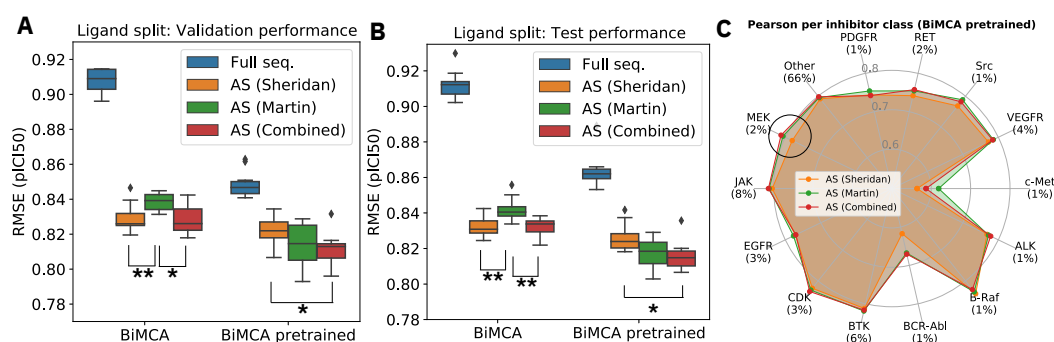 A
Ligand split: Validation performance
RMSE (pICI50)
0.92
0.90
0.88
0.86
0.84
0.82
0.80
0.78
Full seq.
AS (Sheridan)
AS (Martin)
AS (Combined)
**
*
*
BiMCA
BiMCA pretrained
B
Ligand split: Test performance
RMSE (pICI50)
0.92
0.90
0.88
0.86
0.84
0.82
0.80
0.78
Full seq.
AS (Sheridan)
AS (Martin)
AS (Combined)
**
**
*
BiMCA
BiMCA pretrained
C
Pearson per inhibitor class (BiMCA pretrained)
PDGFR
(1%)
RET
(2%)
Src
(1%)
VEGFR
(4%)
c-Met
(1%)
ALK
(1%)
B-Raf
(1%)
BCR-Abl
(1%)
BTK
(6%)
CDK
(3%)
EGFR
(3%)
JAK
(8%)
MEK
(2%)
Other
(66%)
0.8
0.7
0.6
AS (Sheridan)
AS (Martin)
AS (Combined)